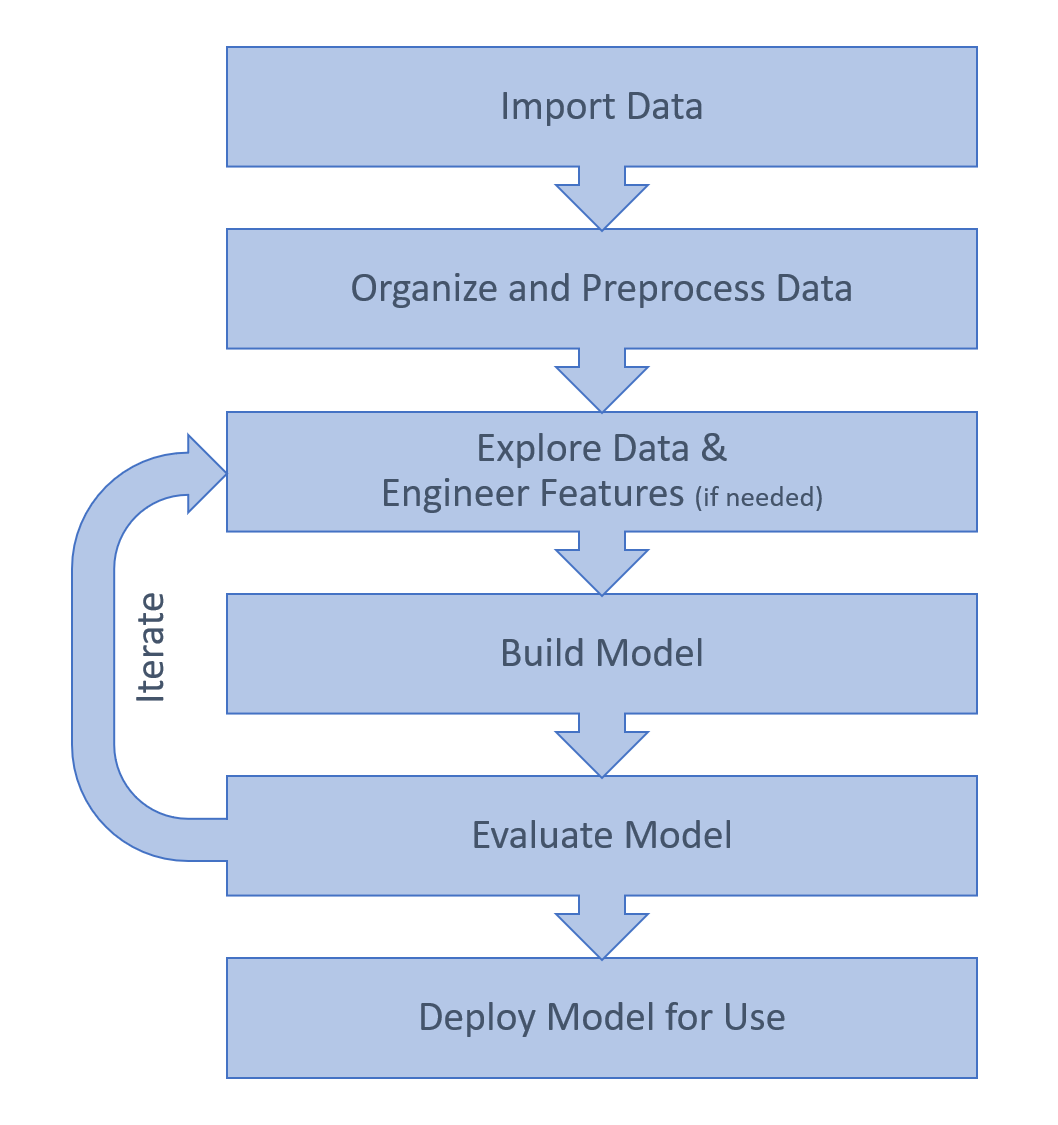 Import Data
Organize and Preprocess Data
Explore Data &
Engineer Features (if needed)
Iterate
Build Model
Evaluate Model
Deploy Model for Use